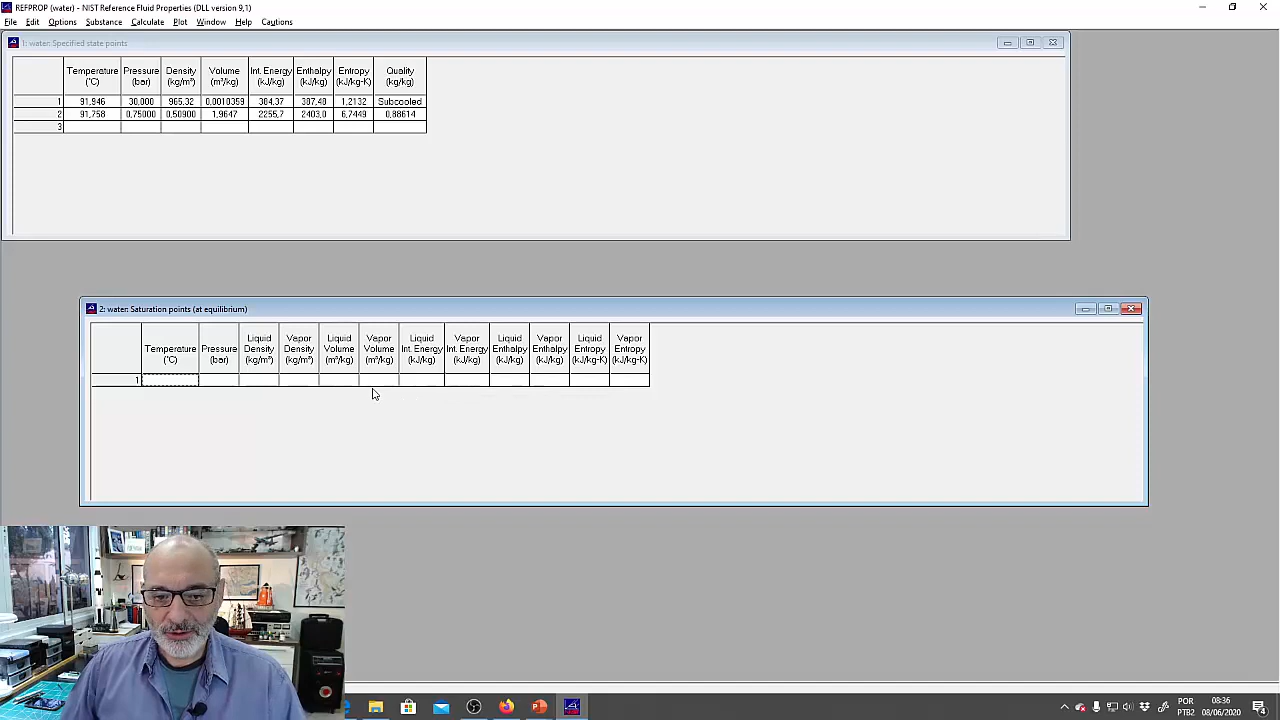 REFPROP (water) - NIST Reference Fluid Properties (DLL version 9,1)
File Edit Options Substance Calculate Plot Window Help Cautions
1: water: Specified state points
Temperature (°C) Pressure (bar) Density (kg/m³) Volume (m³/kg) Int. Energy (kJ/kg) Enthalpy (kJ/kg) Entropy (kJ/kg-K) Quality (kg/kg)
1 91,946 30,000 965,32 0,0010359 384,37 387,48 1,2132 Subcooled
2 91,758 0,75000 0,50900 1,9647 2255,7 2403,0 6,7449 0,88614
3
2: water: Saturation points (at equilibrium)
Temperature (°C) Pressure (bar) Liquid Density (kg/m³) Vapor Density (kg/m³) Liquid Volume (m³/kg) Vapor Volume (m³/kg) Liquid Int. Energy (kJ/kg) Vapor Int. Energy (kJ/kg) Liquid Enthalpy (kJ/kg) Vapor Enthalpy (kJ/kg) Liquid Entropy (kJ/kg-K) Vapor Entropy (kJ/kg-K)
1
POR 08:36
PTB2 08/06/2020